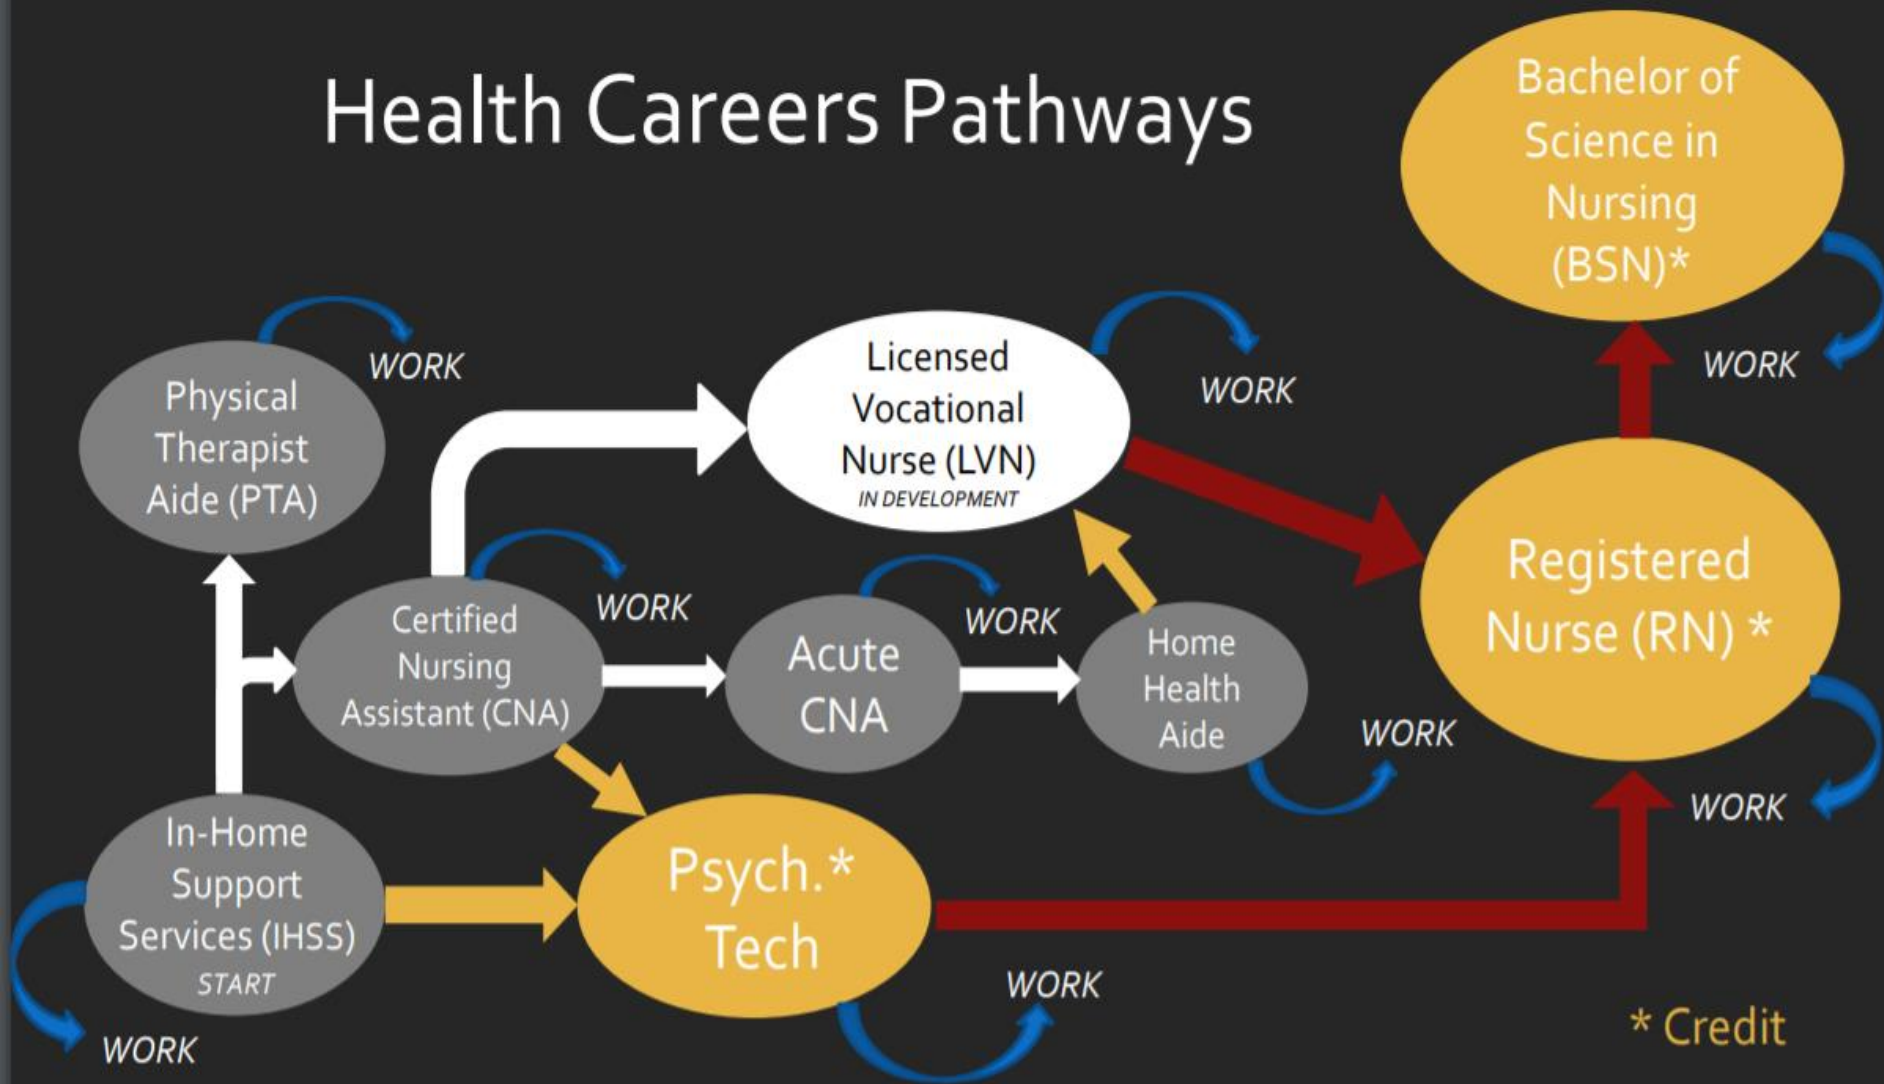 Health Careers Pathways
Bachelor of
Science in
Nursing
(BSN)*
WORK
Physical
Therapist
Aide (PTA)
WORK
Licensed
Vocational
Nurse (LVN)
IN DEVELOPMENT
WORK
Certified
Nursing
Assistant (CNA)
WORK
Acute
CNA
WORK
Home
Health
Aide
WORK
Registered
Nurse (RN) *
WORK
In-Home
Support
Services (IHSS)
START
WORK
Psych.*
Tech
WORK
* Credit